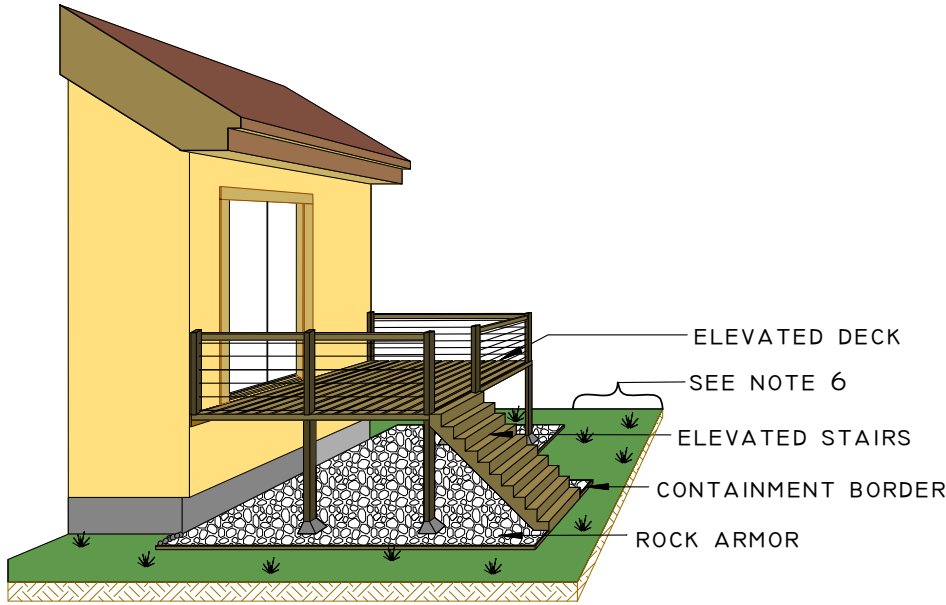 ELEVATED DECK
SEE NOTE 6
ELEVATED STAIRS
CONTAINMENT BORDER
ROCK ARMOR